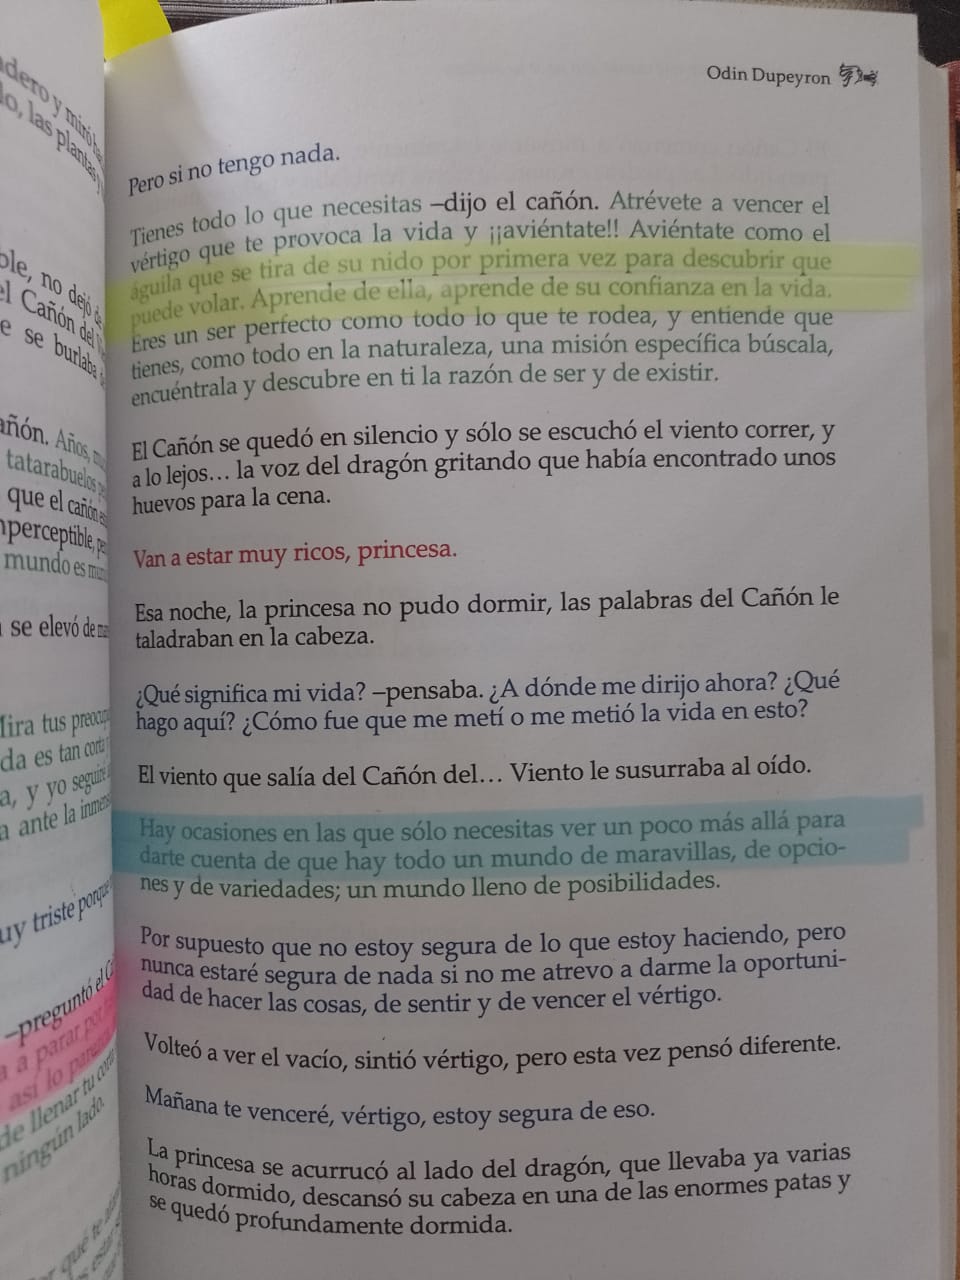 Odin Dupeyron
Pero si no tengo nada.
Tienes todo lo que necesitas –dijo el cañón. Atrévete a vencer el
vértigo que te provoca la vida y ¡¡aviéntate!! Aviéntate como el
águila que se tira de su nido por primera vez para descubrir que
puede volar. Aprende de ella, aprende de su confianza en la vida.
Eres un ser perfecto como todo lo que te rodea, y entiende que
tienes, como todo en la naturaleza, una misión específica búscala,
encuéntrala y descubre en ti la razón de ser y de existir.
El Cañón se quedó en silencio y sólo se escuchó el viento correr, y
a lo lejos… la voz del dragón gritando que había encontrado unos
huevos para la cena.
Van a estar muy ricos, princesa.
Esa noche, la princesa no pudo dormir, las palabras del Cañón le
taladraban en la cabeza.
¿Qué significa mi vida? –pensaba. ¿A dónde me dirijo ahora? ¿Qué
hago aquí? ¿Cómo fue que me metí o me metió la vida en esto?
El viento que salía del Cañón del… Viento le susurraba al oído.
Hay ocasiones en las que sólo necesitas ver un poco más allá para
darte cuenta de que hay todo un mundo de maravillas, de opcio-
nes y de variedades; un mundo lleno de posibilidades.
Por supuesto que no estoy segura de lo que estoy haciendo, pero
nunca estaré segura de nada si no me atrevo a darme la oportuni-
dad de hacer las cosas, de sentir y de vencer el vértigo.
Volteó a ver el vacío, sintió vértigo, pero esta vez pensó diferente.
Mañana te venceré, vértigo, estoy segura de eso.
La princesa se acurrucó al lado del dragón, que llevaba ya varias
horas dormido, descansó su cabeza en una de las enormes patas y
se quedó profundamente dormida.